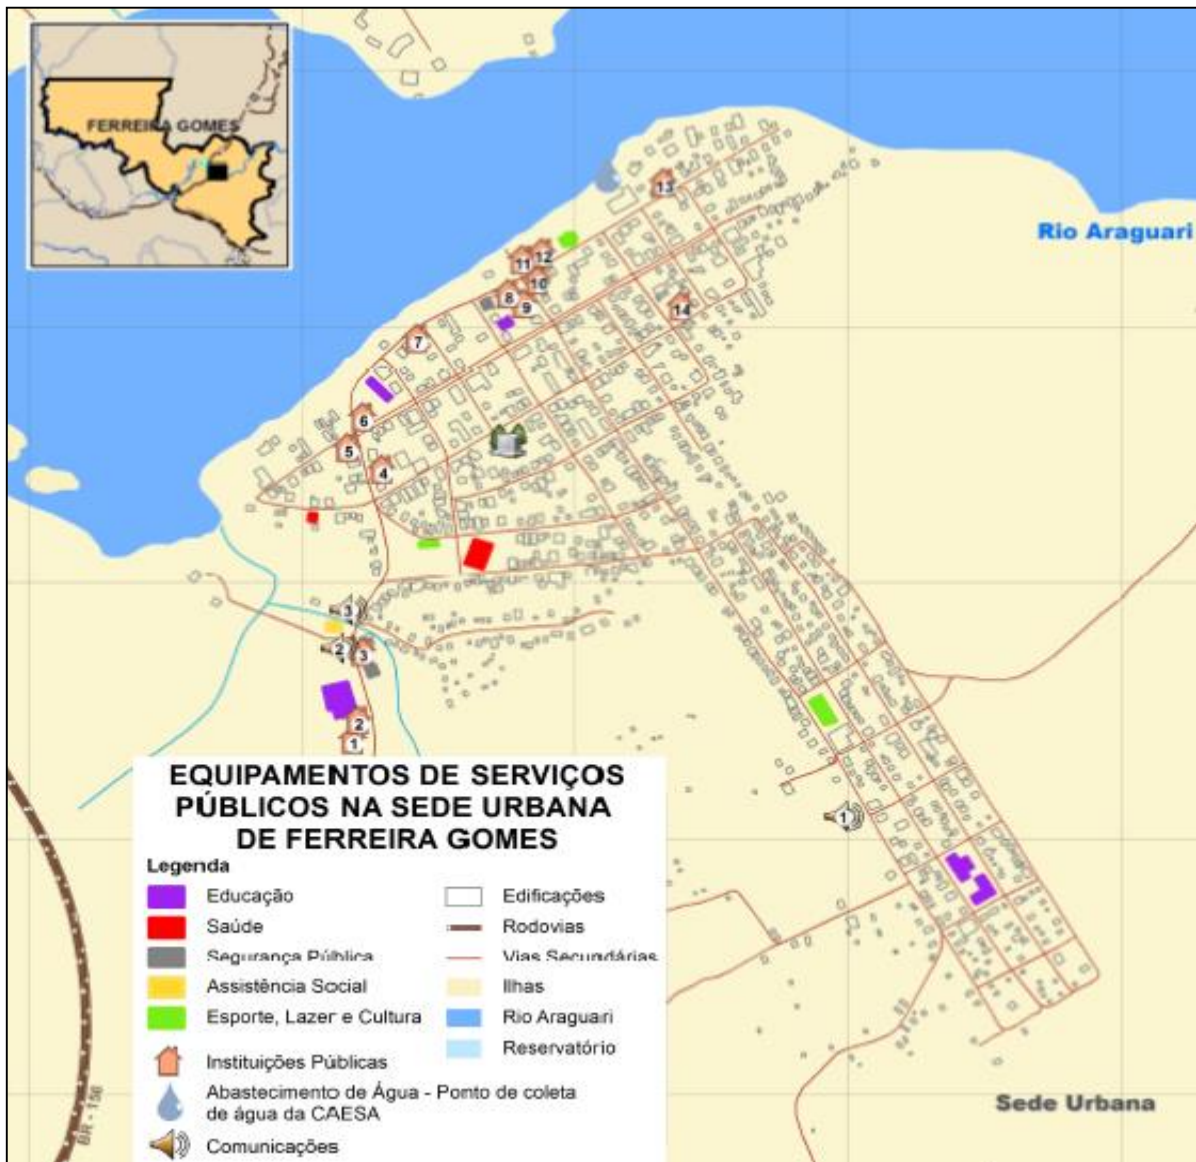 FERREIRA GOMES
Rio Araguari
13
12
11
10
8
9
14
7
6
5
4
3
2
3
2
1
1
EQUIPAMENTOS DE SERVIÇOS
PÚBLICOS NA SEDE URBANA
DE FERREIRA GOMES
Legenda
Educação
Saúde
Segurança Pública
Assistência Social
Esporte, Lazer e Cultura
Instituições Públicas
Abastecimento de Água - Ponto de coleta
de água da CAESA
Comunicações
Edificações
Rodovias
Vias Secundárias
Ilhas
Rio Araguari
Reservatório
BR - 156
Sede Urbana